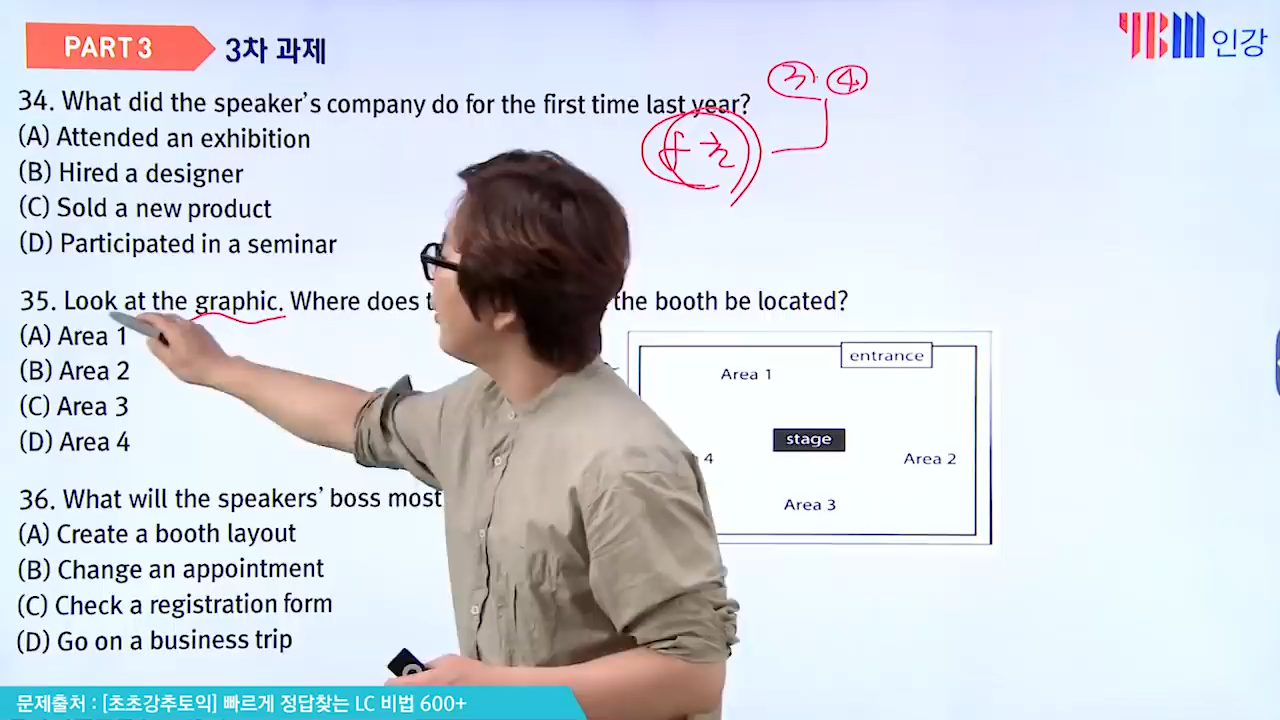 PART 3
3차 과제
YBM 인강
③ ④
34. What did the speaker's company do for the first time last year?
(A) Attended an exhibition
(B) Hired a designer
(C) Sold a new product
(D) Participated in a seminar
35. Look at the graphic. Where does the booth be located?
(A) Area 1
(B) Area 2
(C) Area 3
(D) Area 4
entrance
Area 1
stage
4
Area 2
Area 3
36. What will the speakers' boss most
(A) Create a booth layout
(B) Change an appointment
(C) Check a registration form
(D) Go on a business trip
문제출처 : [초초강추토익] 빠르게 정답찾는 LC 비법 600+